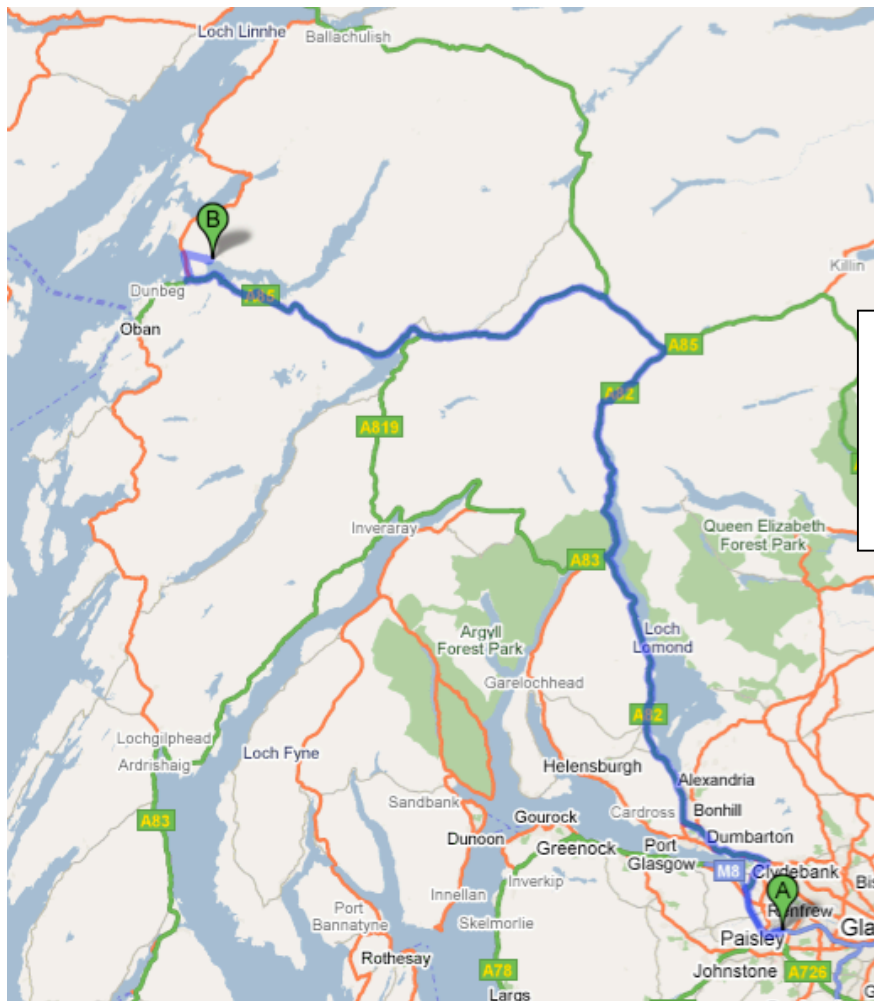 Loch Linnhe
Ballachulish
B
Killin
Dunbeg
A85
Oban
A85
A82
A819
Inveraray
Queen Elizabeth
Forest Park
A83
Argyll
Forest Park
Loch
Lomond
Garelochhead
A82
Lochgilphead
Ardrishaig
Loch Fyne
Helensburgh
Alexandria
Sandbank
Cardross
Bonhill
A83
Gourock
Dumbarton
Dunoon
Greenock
Port
Glasgow
M8
Clydebank
Inverkip
A
Innellan
Renfrew
Port
Bannatyne
Skelmorlie
Paisley
Rothesay
A78
Johnstone
A726
Largs